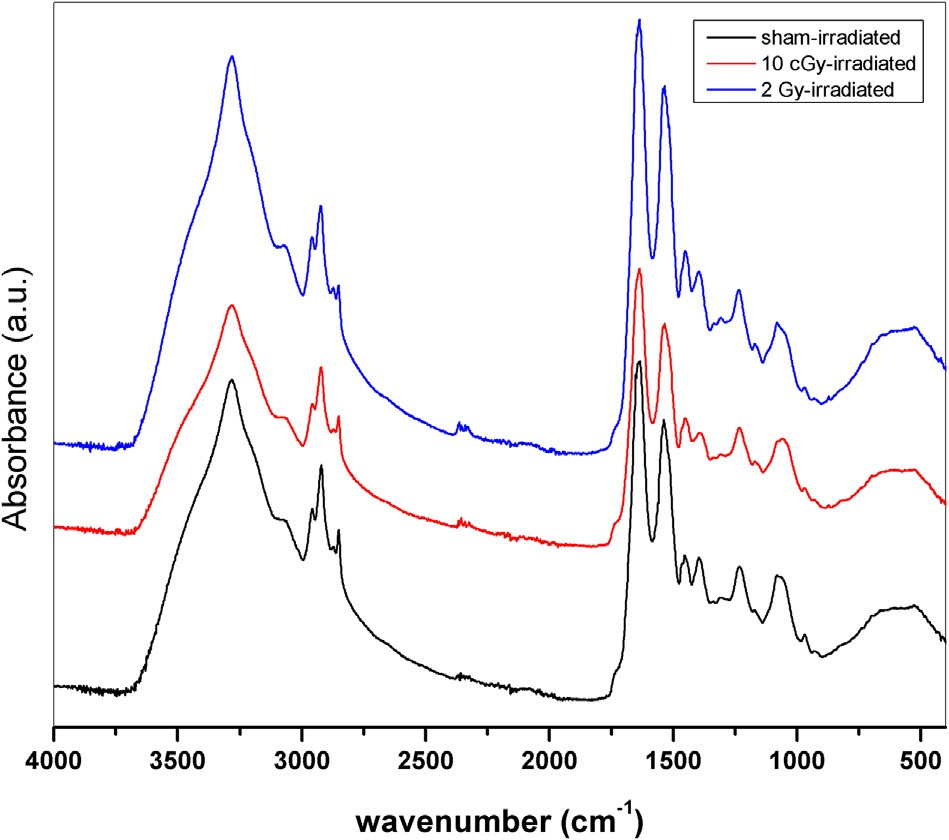 sham-irradiated
10 cGy-irradiated
2 Gy-irradiated
Absorbance (a.u.)
4000 3500 3000 2500 2000 1500 1000 500
wavenumber (cm⁻¹)